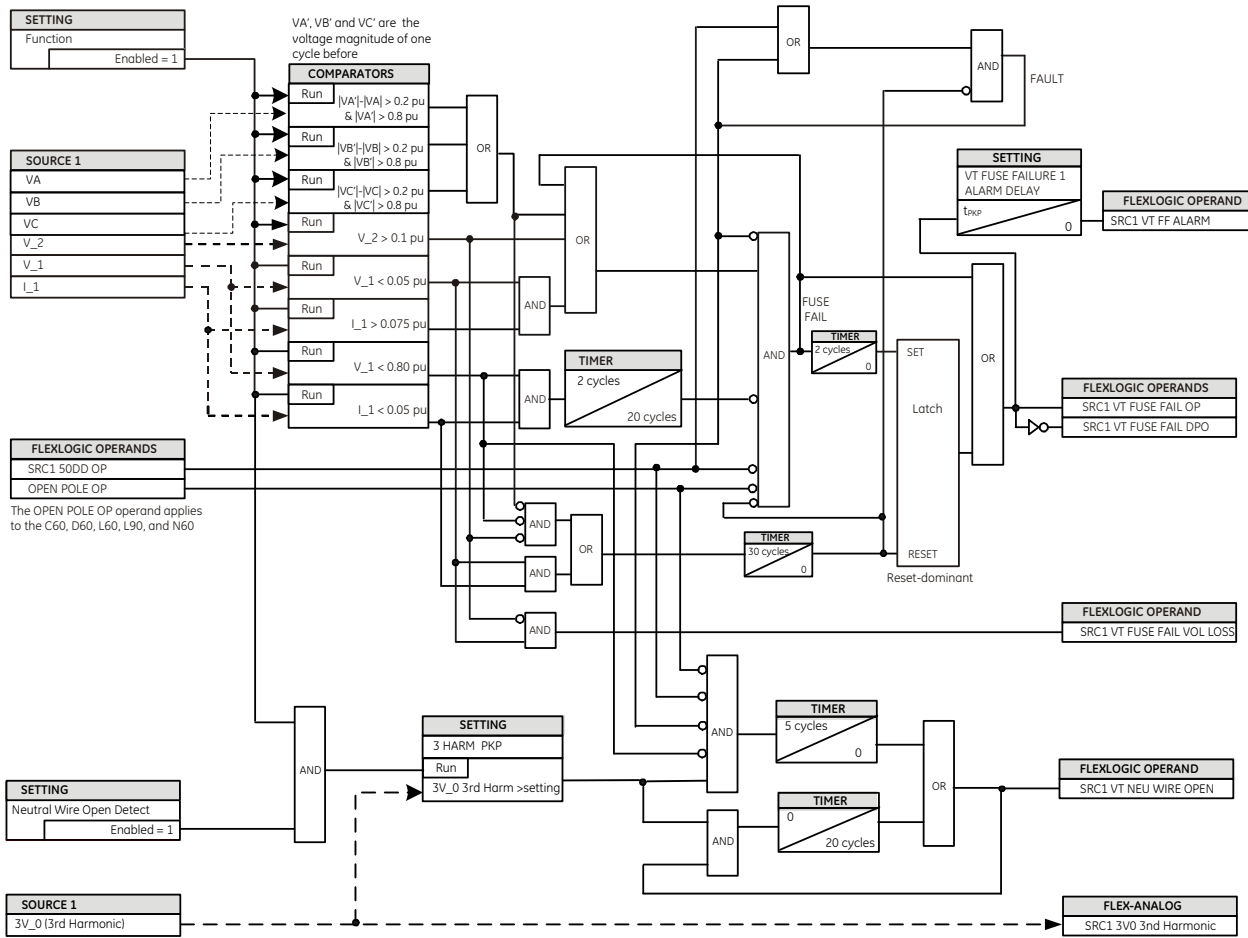 SETTING
Function
Enabled = 1
VA', VB' and VC' are the
voltage magnitude of one
cycle before
COMPARATORS
Run
|VA'|-|VA| > 0.2 pu
& |VA'| > 0.8 pu
Run
|VB'|-|VB| > 0.2 pu
& |VB'| > 0.8 pu
Run
|VC'|-|VC| > 0.2 pu
& |VC'| > 0.8 pu
Run
V_2 > 0.1 pu
Run
V_1 < 0.05 pu
Run
I_1 > 0.075 pu
Run
V_1 < 0.80 pu
Run
I_1 < 0.05 pu
SOURCE 1
VA
VB
VC
V_2
V_1
I_1
OR
OR
AND
FAULT
OR
AND
AND
TIMER
2 cycles
20 cycles
AND
FUSE
FAIL
TIMER
2 cycles
0
SET
Latch
RESET
Reset-dominant
OR
SETTING
VT FUSE FAILURE 1
ALARM DELAY
tPKP
0
FLEXLOGIC OPERAND
SRC1 VT FF ALARM
FLEXLOGIC OPERANDS
SRC1 VT FUSE FAIL OP
SRC1 VT FUSE FAIL DPO
FLEXLOGIC OPERANDS
SRC1 50DD OP
OPEN POLE OP
The OPEN POLE OP operand applies
to the C60, D60, L60, L90, and N60
AND
AND
OR
TIMER
30 cycles
0
AND
FLEXLOGIC OPERAND
SRC1 VT FUSE FAIL VOL LOSS
AND
SETTING
3 HARM PKP
Run
3V_0 3rd Harm >setting
AND
TIMER
5 cycles
0
AND
TIMER
0
20 cycles
OR
FLEXLOGIC OPERAND
SRC1 VT NEU WIRE OPEN
SETTING
Neutral Wire Open Detect
Enabled = 1
SOURCE 1
3V_0 (3rd Harmonic)
FLEX-ANALOG
SRC1 3V0 3nd Harmonic